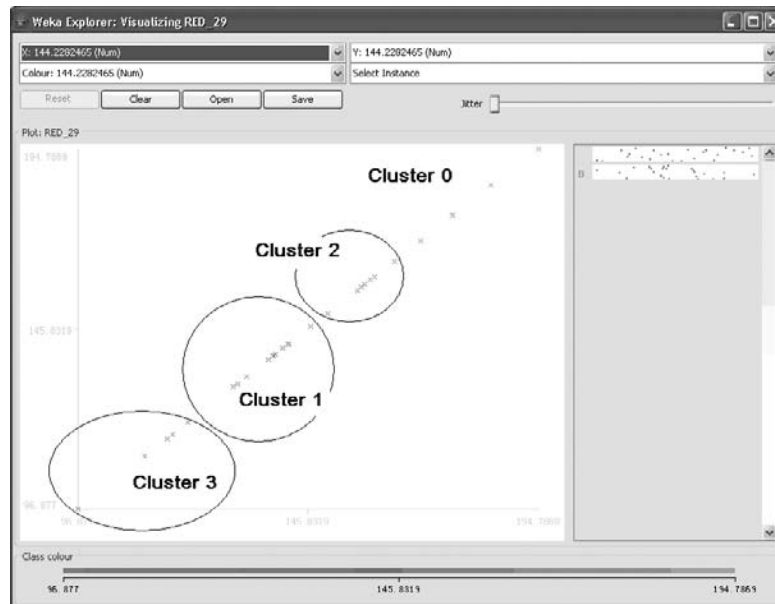 Weka Explorer: Visualizing RED_29
X: 144.2282465 (Num)
Y: 144.2282465 (Num)
Colour: 144.2282465 (Num)
Select Instance
Reset
Clear
Open
Save
Jitter
Plot: RED_29
194.7869
Cluster 0
Cluster 2
145.8319
Cluster 1
Cluster 3
96.877
145.8319
194.7869
B
Class colour
96.877
145.8319
194.7869